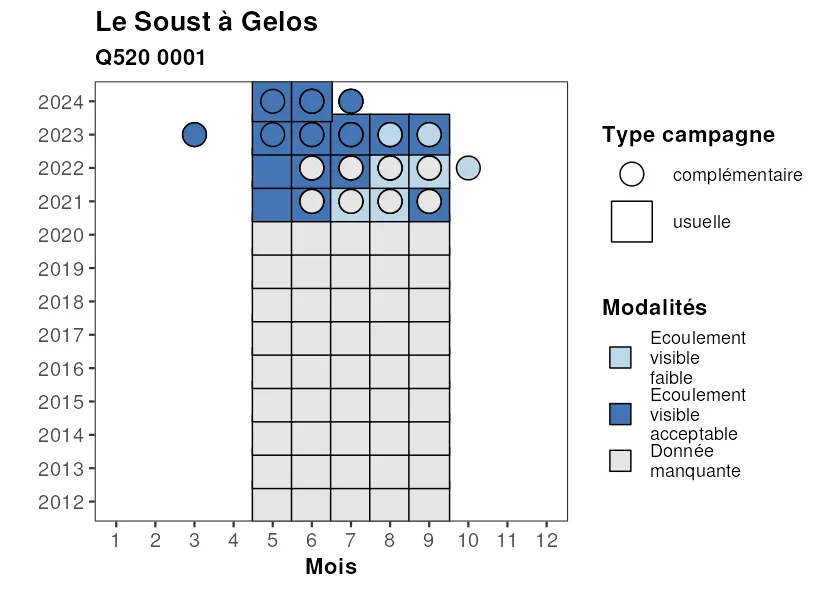 Le Soust à Gelos
Q520 0001
2024
2023
2022
2021
2020
2019
2018
2017
2016
2015
2014
2013
2012
1 2 3 4 5 6 7 8 9 10 11 12
Mois
Type campagne
complémentaire
usuelle
Modalités
Ecoulement
visible
faible
Ecoulement
visible
acceptable
Donnée
manquante